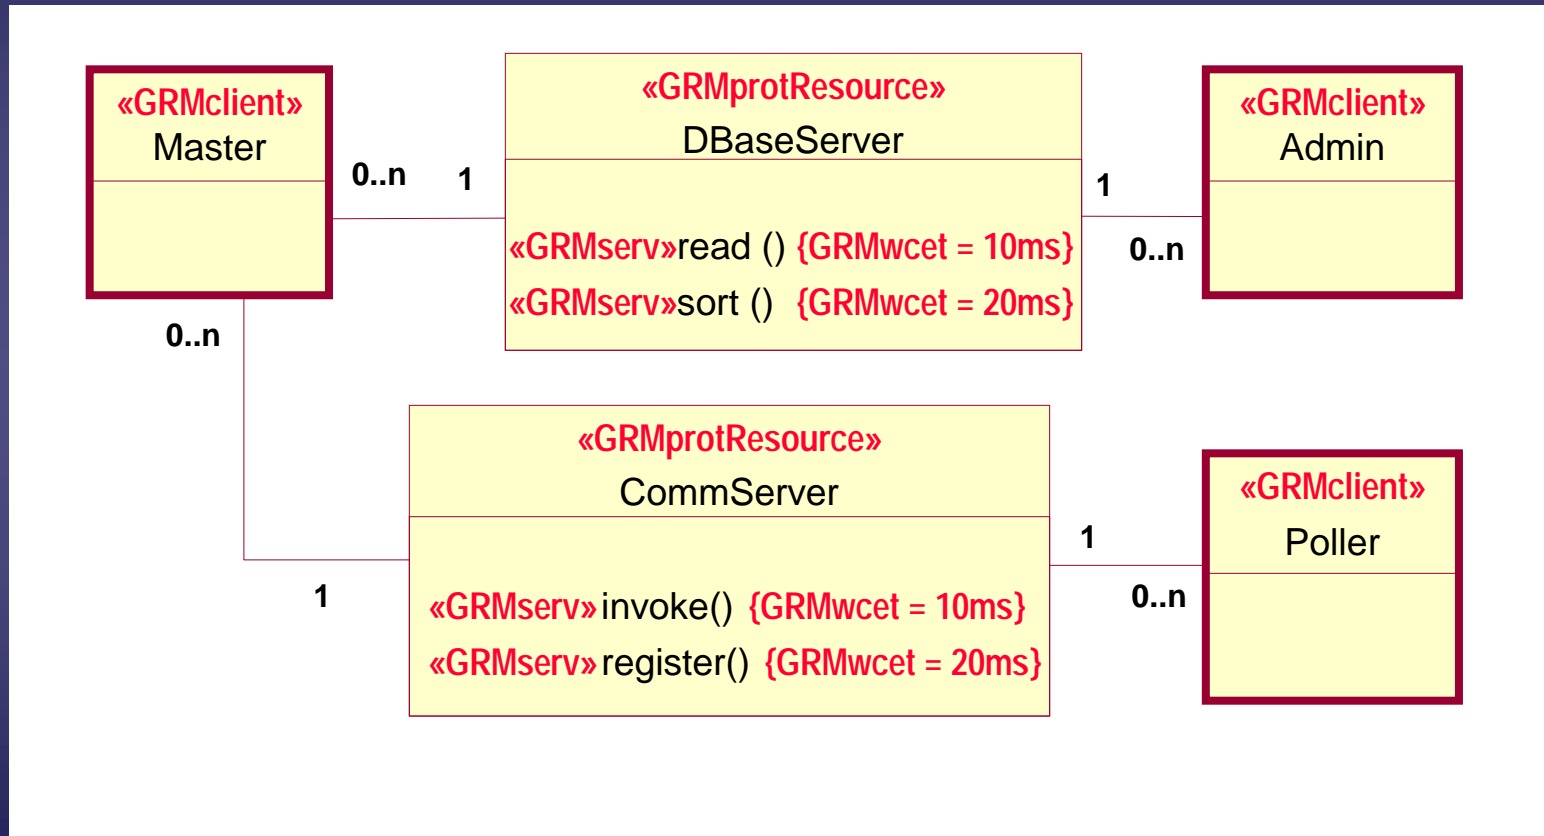 «GRMclient»
Master
0..n
1
«GRMprotResource»
DBaseServer
«GRMserv»read () {GRMwcet = 10ms}
«GRMserv»sort () {GRMwcet = 20ms}
1
0..n
«GRMclient»
Admin
0..n
1
«GRMprotResource»
CommServer
«GRMserv» invoke() {GRMwcet = 10ms}
«GRMserv» register() {GRMwcet = 20ms}
1
0..n
«GRMclient»
Poller